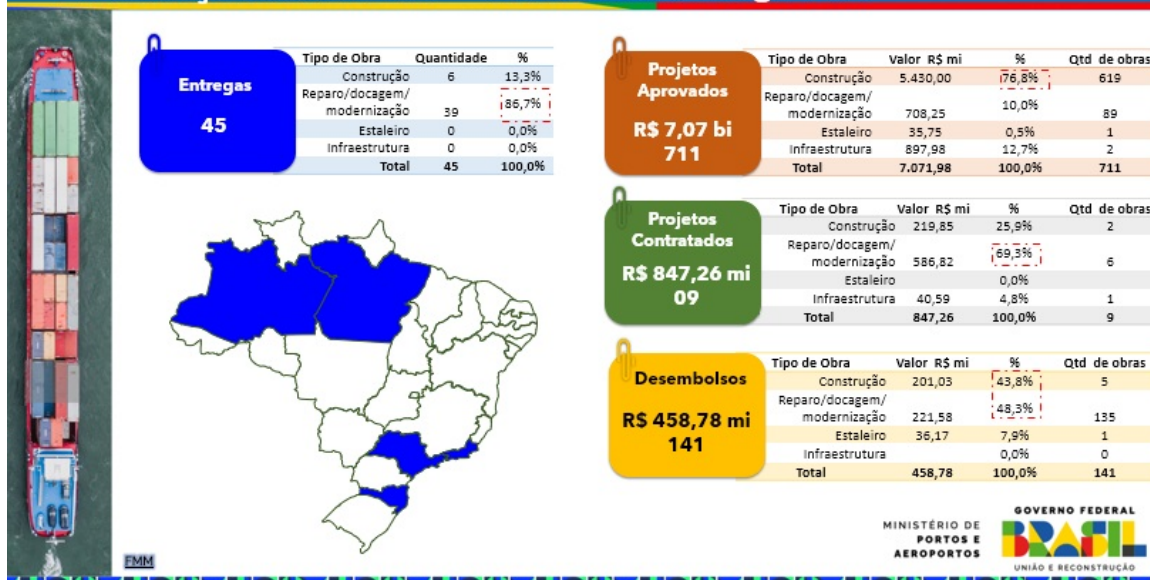 Entregas
45
Tipo de Obra Quantidade %
Construção 6 13,3%
Reparo/docagem/
modernização 39 86,7%
Estaleiro 0 0,0%
Infraestrutura 0 0,0%
Total 45 100,0%
Projetos
Aprovados
R$ 7,07 bi
711
Tipo de Obra Valor R$ mi % Qtd de obras
Construção 5.430,00 76,8% 619
Reparo/docagem/
modernização 708,25 10,0% 89
Estaleiro 35,75 0,5% 1
Infraestrutura 897,98 12,7% 2
Total 7.071,98 100,0% 711
Projetos
Contratados
R$ 847,26 mi
09
Tipo de Obra Valor R$ mi % Qtd de obras
Construção 219,85 25,9% 2
Reparo/docagem/
modernização 586,82 69,3% 6
Estaleiro 0,0%
Infraestrutura 40,59 4,8% 1
Total 847,26 100,0% 9
Desembolsos
R$ 458,78 mi
141
Tipo de Obra Valor R$ mi % Qtd de obras
Construção 201,03 43,8% 5
Reparo/docagem/
modernização 221,58 48,3% 135
Estaleiro 36,17 7,9% 1
Infraestrutura 0,0% 0
Total 458,78 100,0% 141
FMM
MINISTÉRIO DE
PORTOS E
AEROPORTOS
GOVERNO FEDERAL
BRASIL
UNIÃO E RECONSTRUÇÃO